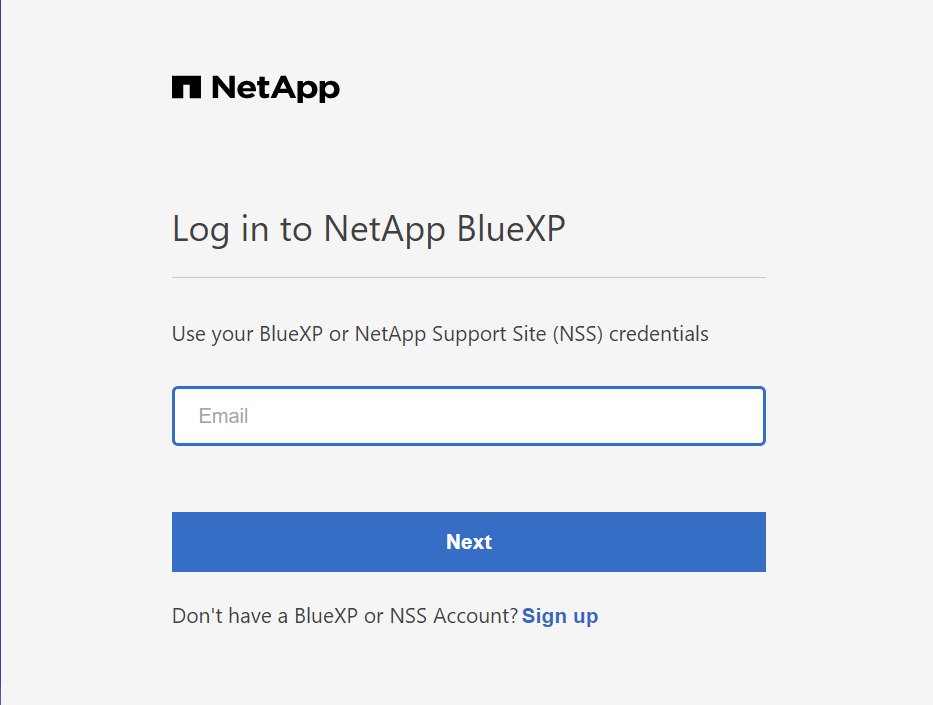 NetApp
Log in to NetApp BlueXP
Use your BlueXP or NetApp Support Site (NSS) credentials
Email
Next
Don't have a BlueXP or NSS Account? Sign up